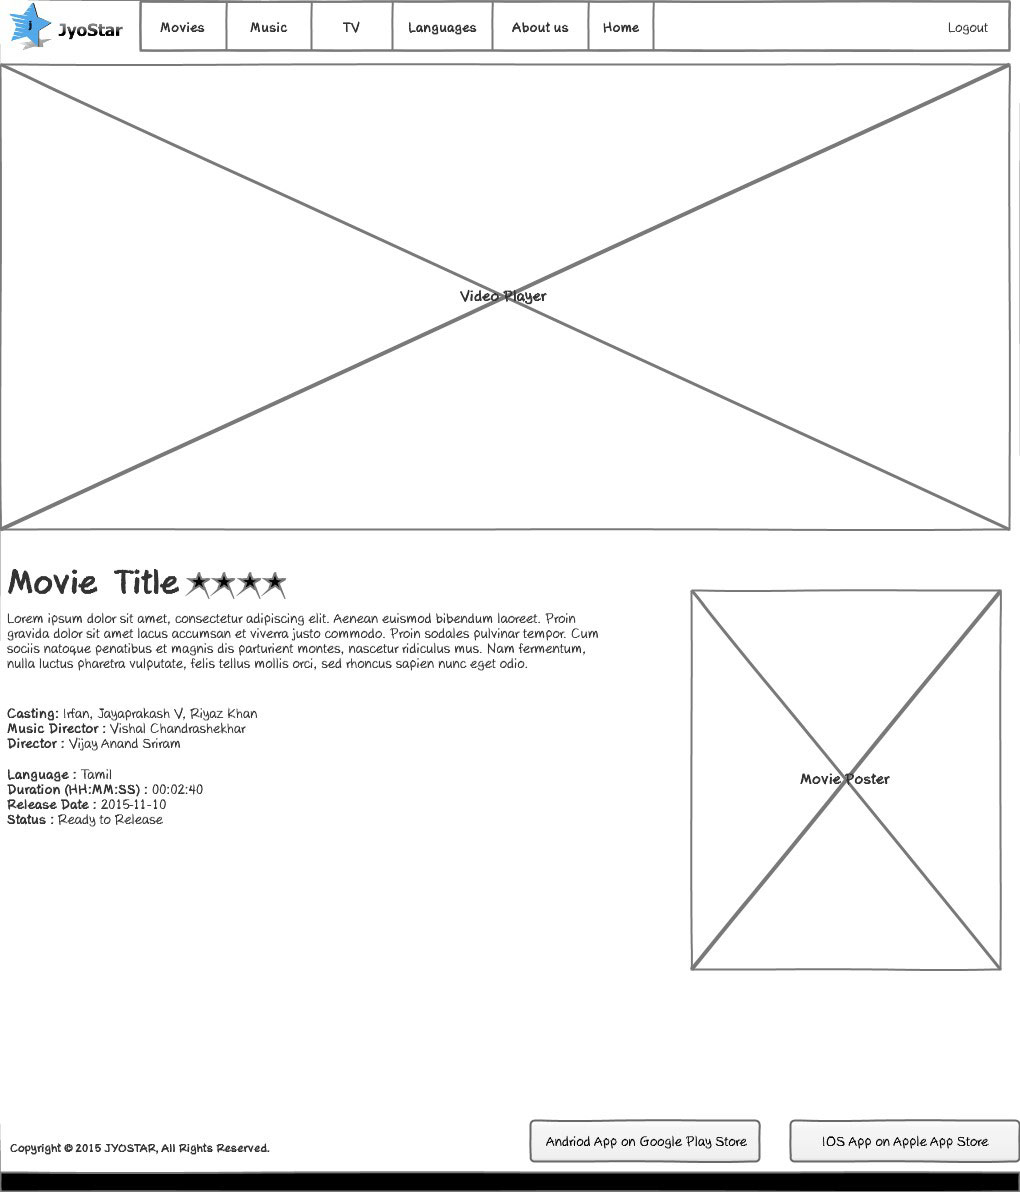 J JyoStar Movies Music TV Languages About us Home Logout
Video Player
Movie Title
Lorem ipsum dolor sit amet, consectetur adipiscing elit. Aenean euismod bibendum laoreet. Proin
gravida dolor sit amet lacus accumsan et viverra justo commodo. Proin sodales pulvinar tempor. Cum
sociis natoque penatibus et magnis dis parturient montes, nascetur ridiculus mus. Nam fermentum,
nulla luctus pharetra vulputate, felis tellus mollis orci, sed rhoncus sapien nunc eget odio.
Casting: Irfan, Jayaprakash V, Riyaz Khan
Music Director : Vishal Chandrashekhar
Director : Vijay Anand Sriram
Language : Tamil
Duration (HH:MM:SS) : 00:02:40
Release Date : 2015-11-10
Status : Ready to Release
Movie Poster
Copyright © 2015 JYOSTAR, All Rights Reserved.
Andriod App on Google Play Store
IOS App on Apple App Store